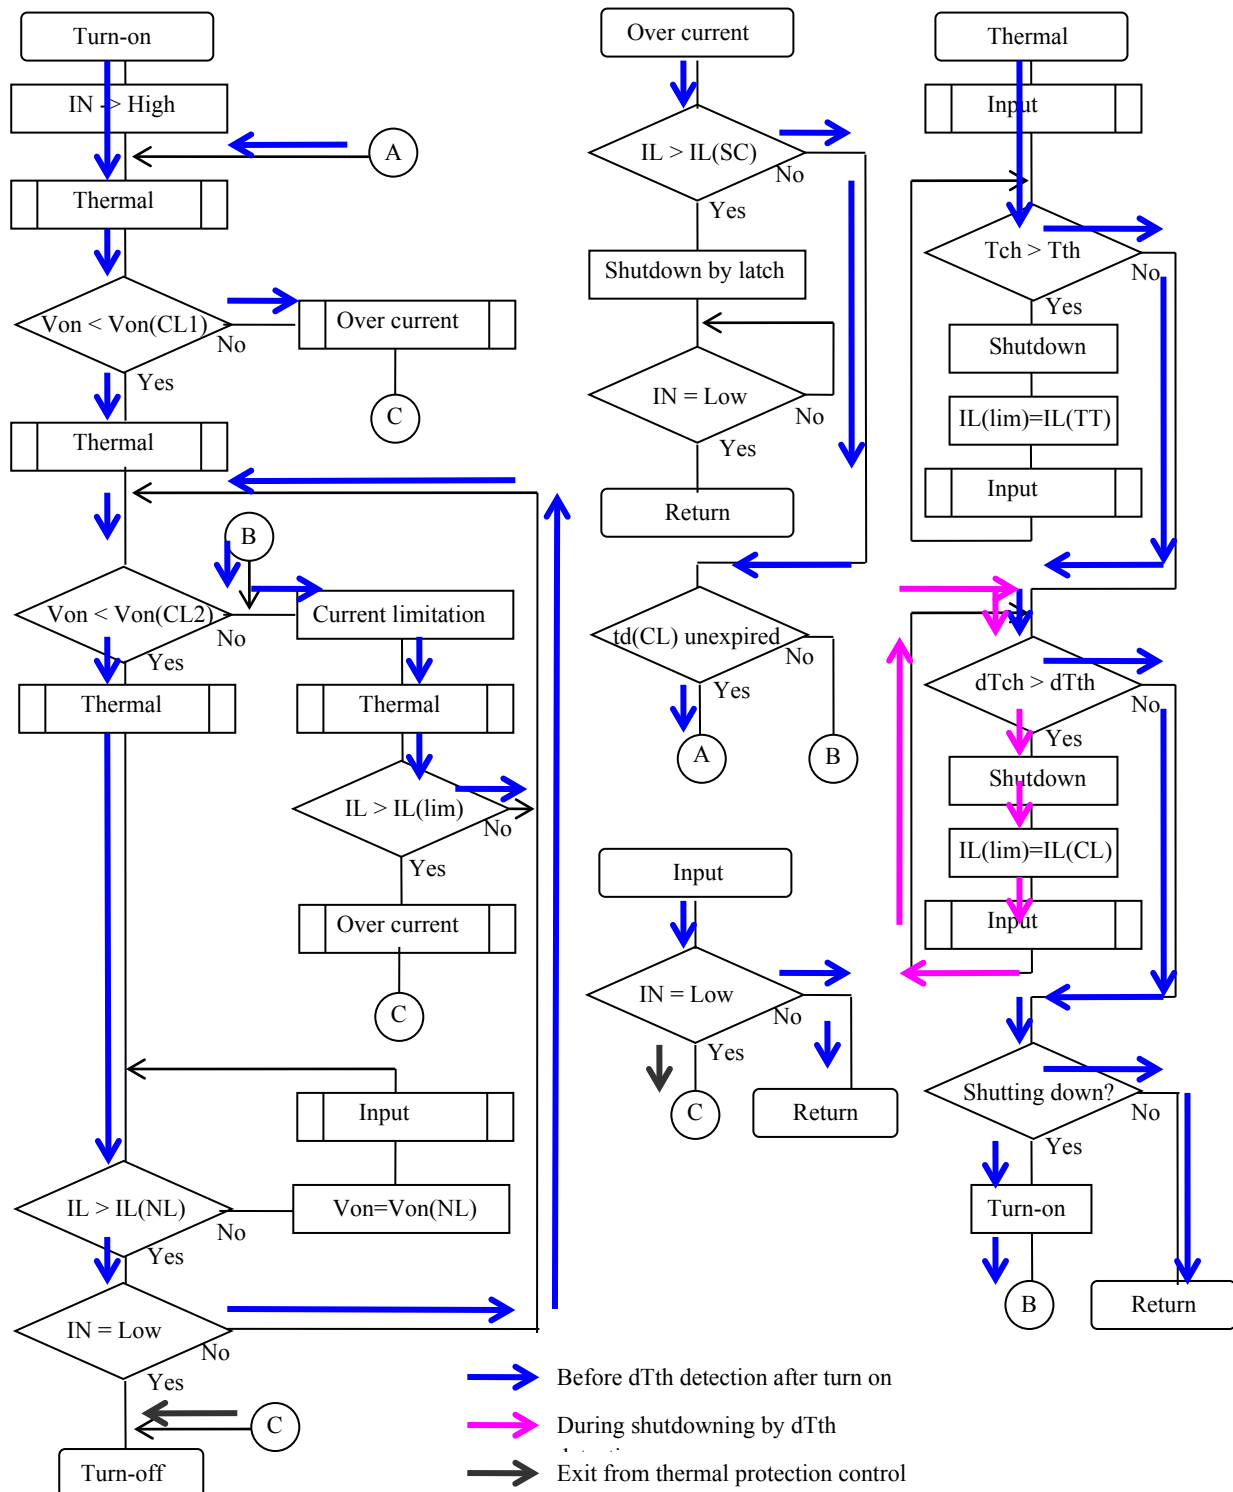 Turn-on
IN -> High
A
Thermal
Von < Von(CL1)
No
Yes
Over current
C
Thermal
B
Von < Von(CL2)
No
Yes
Current limitation
Thermal
Thermal
IL > IL(lim)
No
Yes
Over current
C
Input
Von=Von(NL)
IL > IL(NL)
No
Yes
IN = Low
No
Yes
C
Turn-off
Over current
IL > IL(SC)
No
Yes
Shutdown by latch
IN = Low
No
Yes
Return
td(CL) unexpired
No
Yes
A
B
Input
IN = Low
No
Yes
C
Return
Thermal
Input
Tch > Tth
No
Yes
Shutdown
IL(lim)=IL(TT)
Input
dTch > dTth
No
Yes
Shutdown
IL(lim)=IL(CL)
Input
Shutting down?
No
Yes
Turn-on
B
Return
Before dTth detection after turn on
During shutdowning by dTth
Exit from thermal protection control